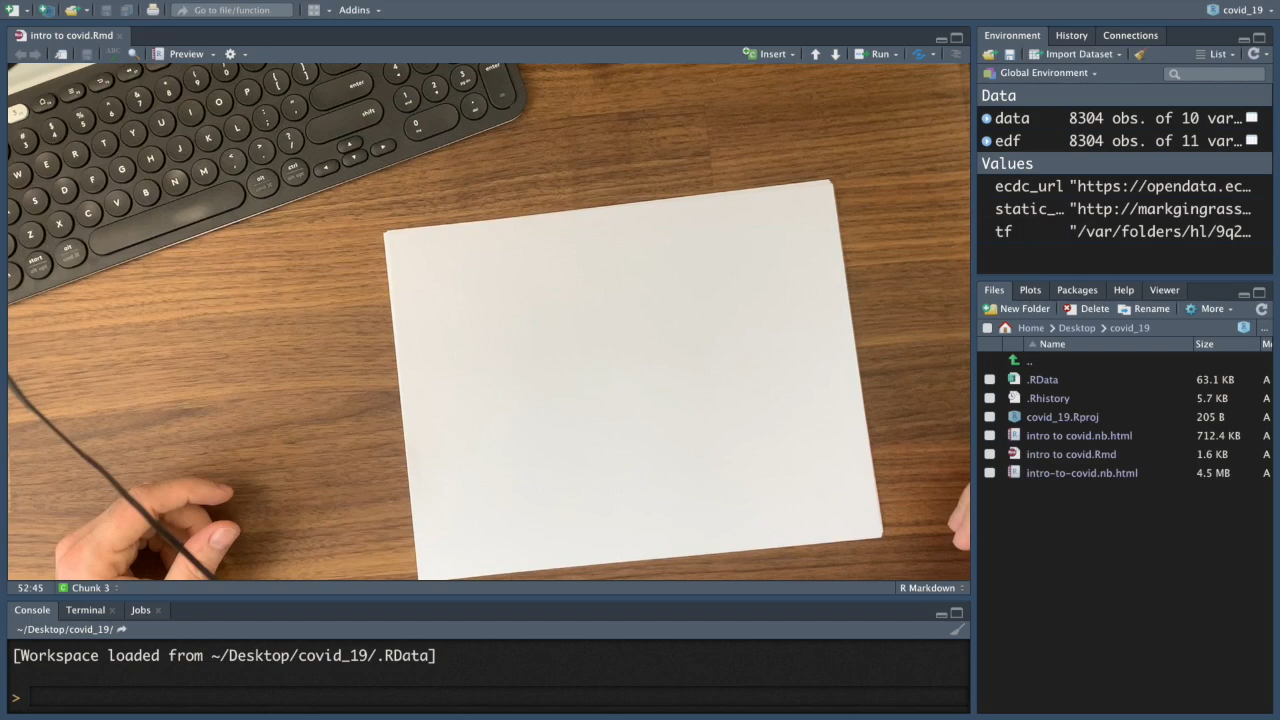 Go to file/function
Addins
covid_19
intro to covid.Rmd
Preview
Insert
Run
52:45
Chunk 3
R Markdown
Console
Terminal
Jobs
~/Desktop/covid_19/
[Workspace loaded from ~/Desktop/covid_19/.RData]
>
Environment
History
Connections
Import Dataset
List
Global Environment
Data
data 8304 obs. of 10 var…
edf 8304 obs. of 11 var…
Values
ecdc_url "https://opendata.ec…
static_… "http://markgingrass…
tf "/var/folders/hl/9q2…
Files
Plots
Packages
Help
Viewer
New Folder
Delete
Rename
More
Home
Desktop
covid_19
...
Name
Size
..
.RData 63.1 KB A
.Rhistory 5.7 KB A
covid_19.Rproj 205 B A
intro to covid.nb.html 712.4 KB A
intro to covid.Rmd 1.6 KB A
intro-to-covid.nb.html 4.5 MB A